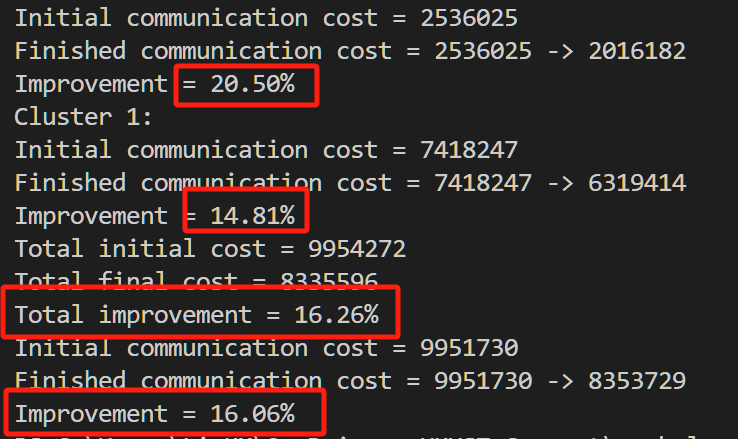 Initial communication cost = 2536025
Finished communication cost = 2536025 -> 2016182
Improvement = 20.50%
Cluster 1:
Initial communication cost = 7418247
Finished communication cost = 7418247 -> 6319414
Improvement = 14.81%
Total initial cost = 9954272
Total final cost = 8335596
Total improvement = 16.26%
Initial communication cost = 9951730
Finished communication cost = 9951730 -> 8353729
Improvement = 16.06%